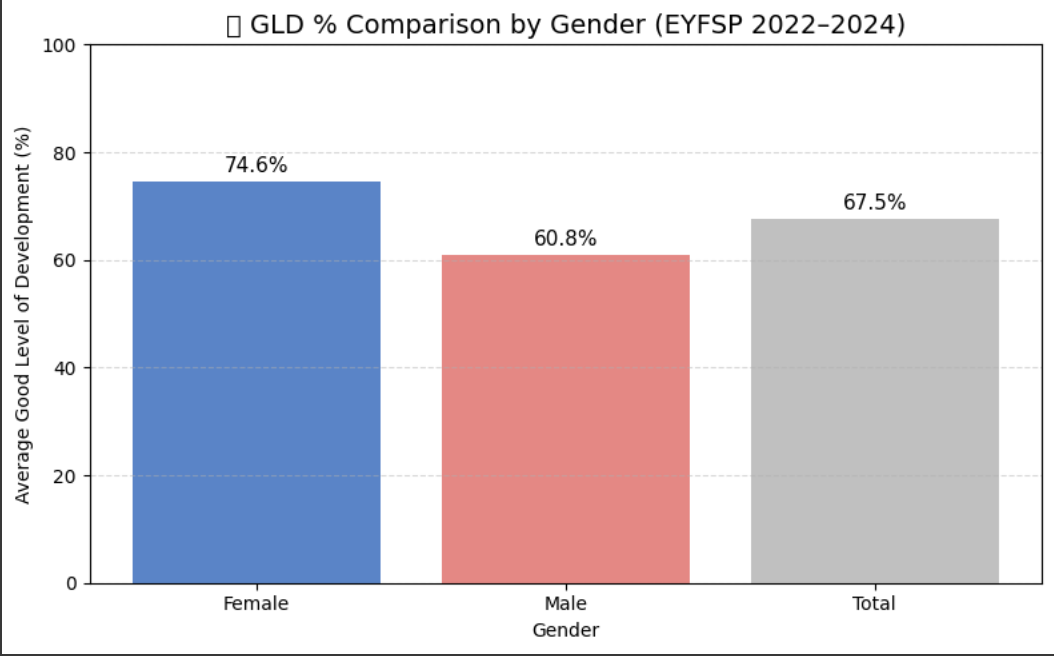 GLD % Comparison by Gender (EYFSP 2022–2024)
Average Good Level of Development (%)
100
80
60
40
20
0
74.6%
60.8%
67.5%
Female
Male
Total
Gender